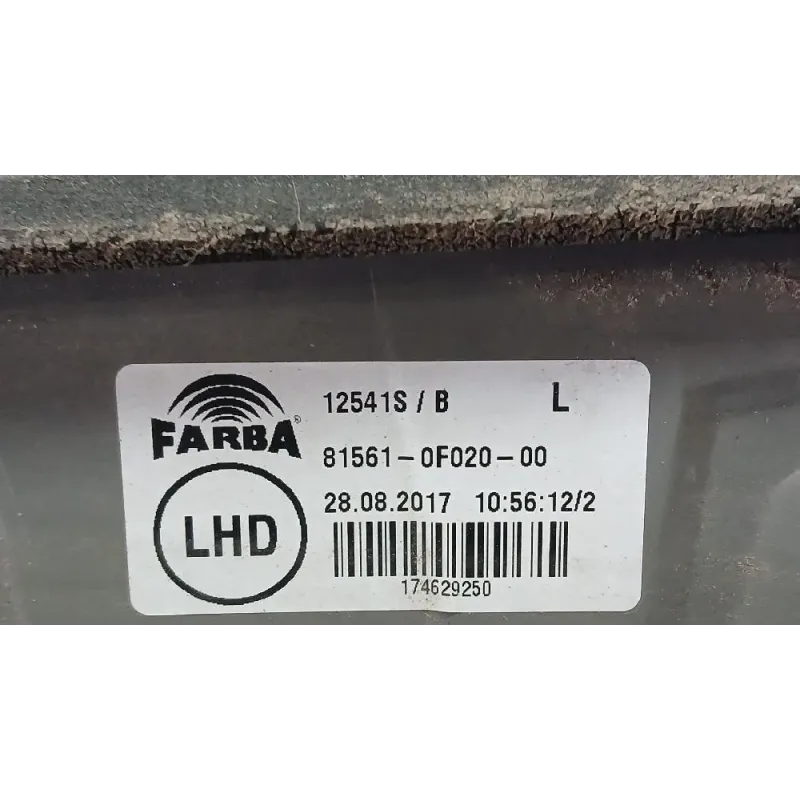 FARBA®
LHD
12541S / B L
81561-0F020-00
28.08.2017 10:56:12/2
174629250